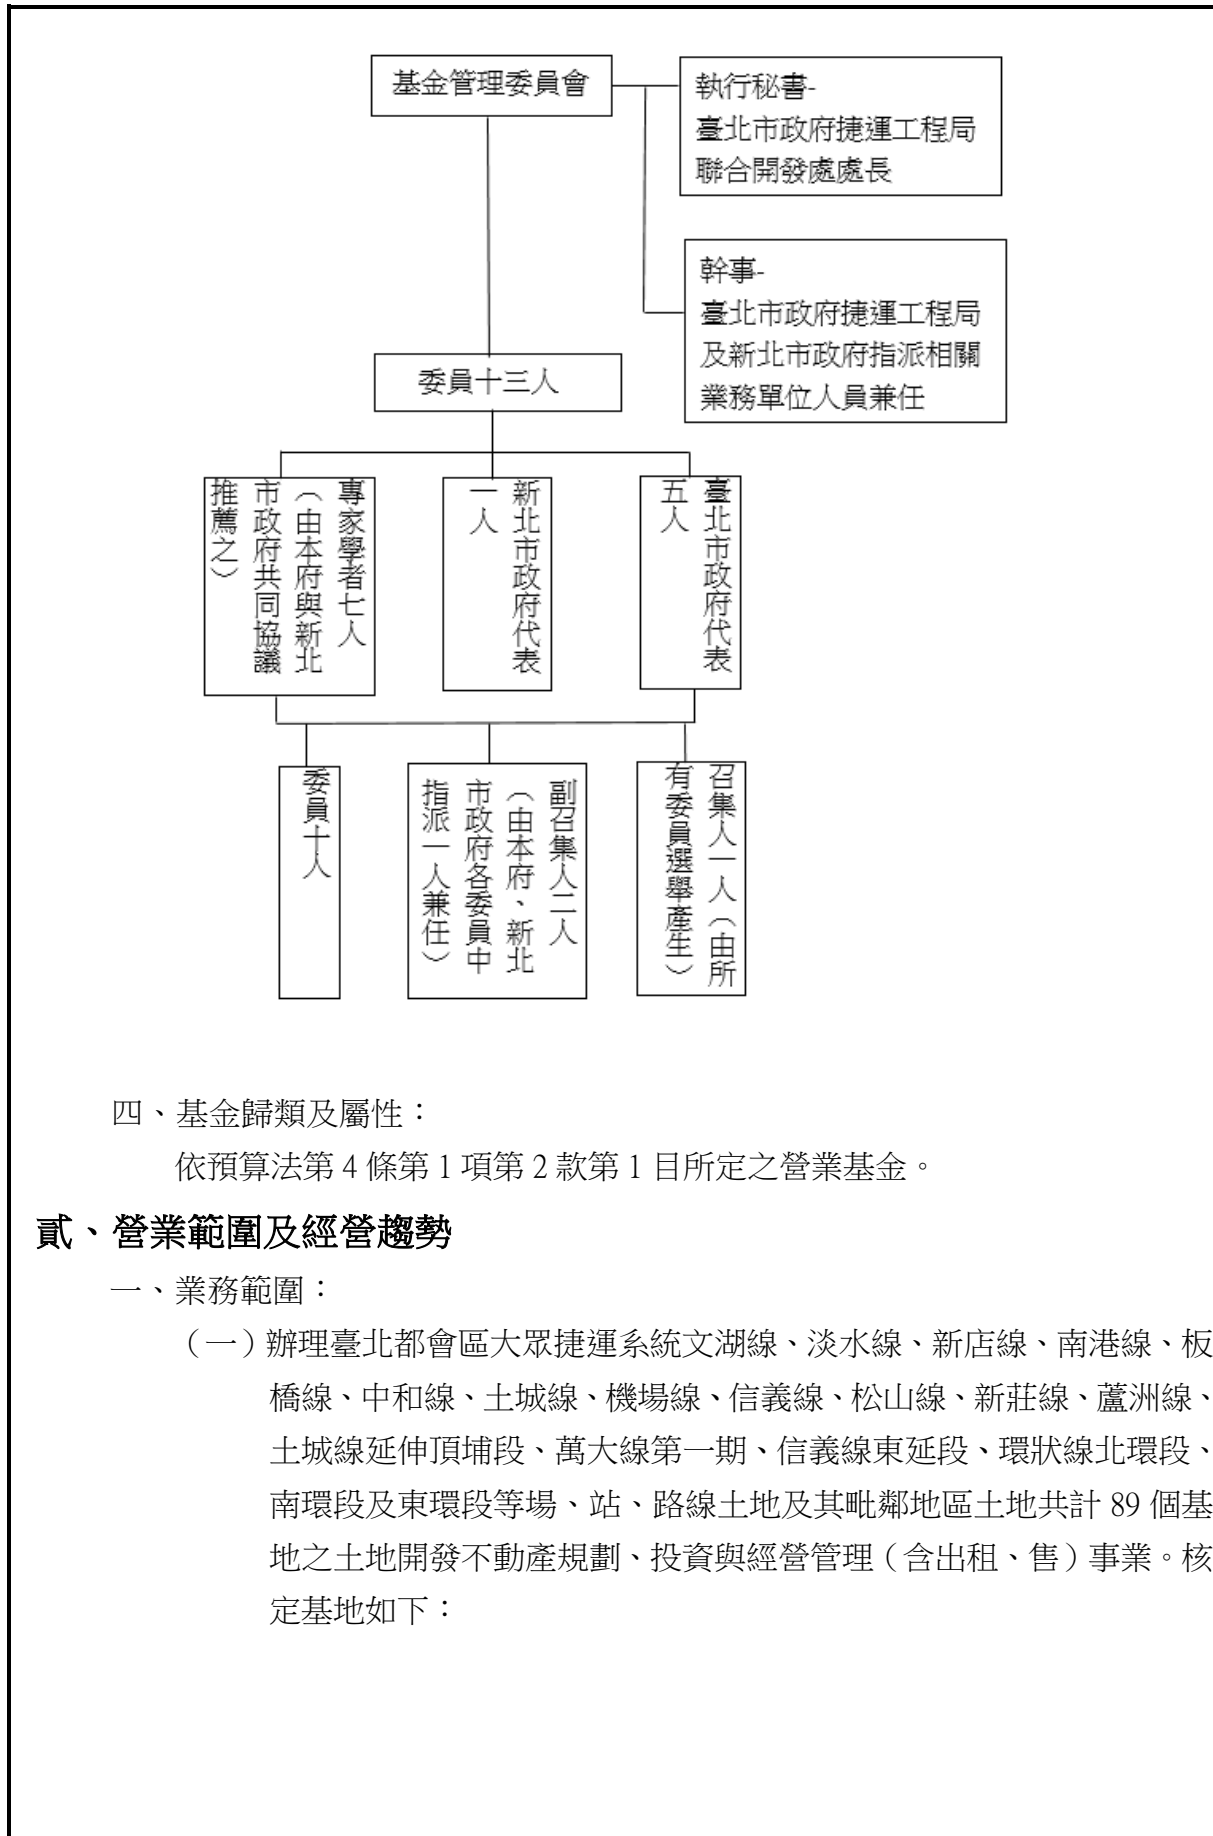 基金管理委員會
執行秘書-
臺北市政府捷運工程局
聯合開發處處長
幹事-
臺北市政府捷運工程局
及新北市政府指派相關
業務單位人員兼任
委員十三人
專家學者七人
（由本府與新北
市政府共同協議
推薦之）
新北市政府代表
一人
臺北市政府代表
五人
委員十人
副召集人二人
（由本府、新北
市政府各委員中
指派一人兼任）
召集人一人（由所
有委員選舉產生）
四、基金歸類及屬性：
依預算法第 4 條第 1 項第 2 款第 1 目所定之營業基金。
貳、營業範圍及經營趨勢
一、業務範圍：
（一）辦理臺北都會區大眾捷運系統文湖線、淡水線、新店線、南港線、板
橋線、中和線、土城線、機場線、信義線、松山線、新莊線、蘆洲線、
土城線延伸頂埔段、萬大線第一期、信義線東延段、環狀線北環段、
南環段及東環段等場、站、路線土地及其毗鄰地區土地共計 89 個基
地之土地開發不動產規劃、投資與經營管理（含出租、售）事業。核
定基地如下：